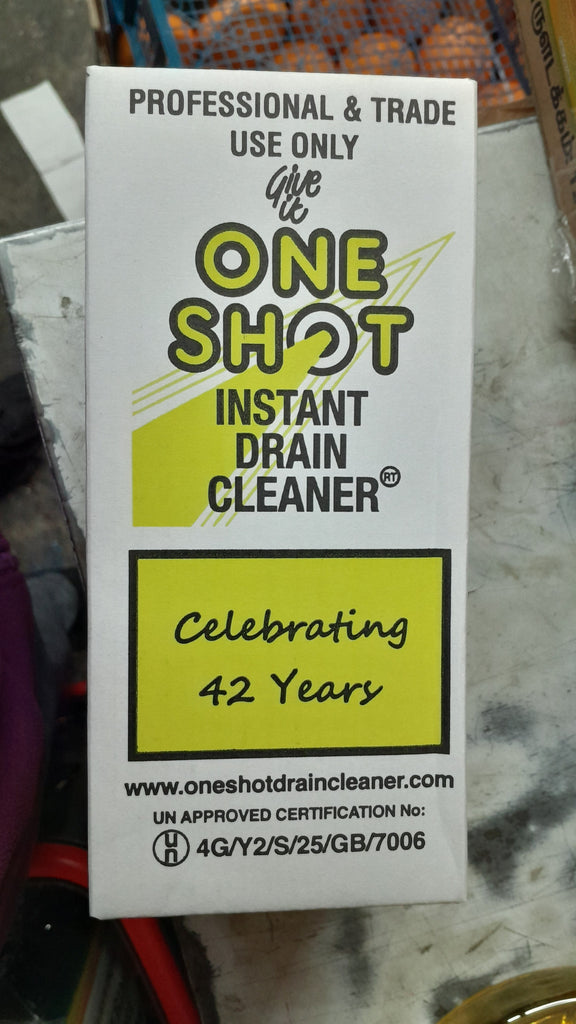 PROFESSIONAL & TRADE
USE ONLY
Give
it
ONE
SHOT
INSTANT
DRAIN
CLEANER RT
Celebrating
42 Years
www.oneshotdraincleaner.com
UN APPROVED CERTIFICATION No:
un 4G/Y2/S/25/GB/7006